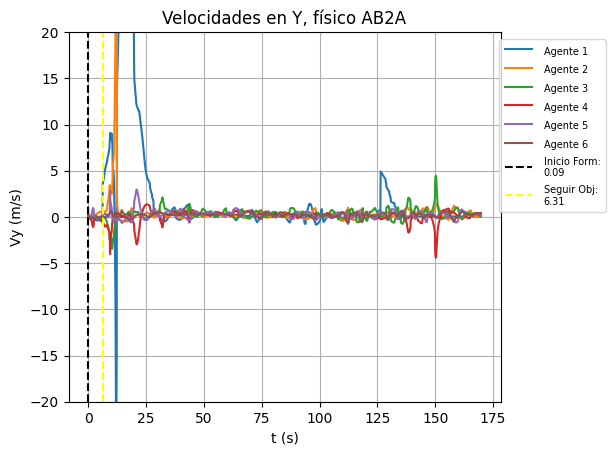 Velocidades en Y, físico AB2A
Vy (m/s)
20
15
10
5
0
−5
−10
−15
−20
0
25
50
75
100
125
150
175
t (s)
Agente 1
Agente 2
Agente 3
Agente 4
Agente 5
Agente 6
Inicio Form:
0.09
Seguir Obj:
6.31